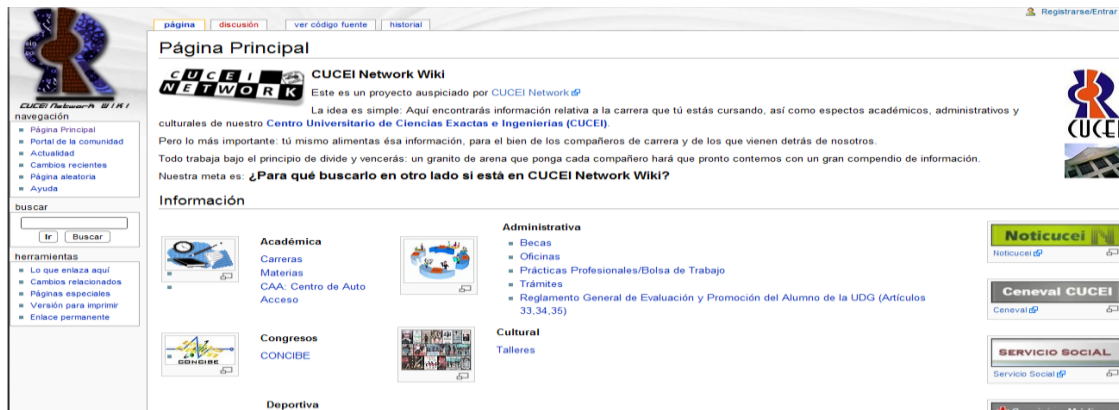 Registrarse/Entrar
página
discusión
ver código fuente
historial
CUCEI Network WIKI
navegación
Página Principal
Portal de la comunidad
Actualidad
Cambios recientes
Página aleatoria
Ayuda
buscar
Ir
Buscar
herramientas
Lo que enlaza aquí
Cambios relacionados
Páginas especiales
Versión para imprimir
Enlace permanente
Página Principal
CUCEI
NETWORK
CUCEI Network Wiki
Este es un proyecto auspiciado por CUCEI Network
La idea es simple: Aquí encontrarás información relativa a la carrera que tú estás cursando, así como espectos académicos, administrativos y
culturales de nuestro Centro Universitario de Ciencias Exactas e Ingenierías (CUCEI).
Pero lo más importante: tú mismo alimentas ésa información, para el bien de los compañeros de carrera y de los que vienen detrás de nosotros.
Todo trabaja bajo el principio de divide y vencerás: un granito de arena que ponga cada compañero hará que pronto contemos con un gran compendio de información.
Nuestra meta es: ¿Para qué buscarlo en otro lado si está en CUCEI Network Wiki?
CUCEI
Información
Académica
Carreras
Materias
CAA: Centro de Auto
Acceso
Administrativa
Becas
Oficinas
Prácticas Profesionales/Bolsa de Trabajo
Trámites
Reglamento General de Evaluación y Promoción del Alumno de la UDG (Artículos
33,34,35)
Congresos
CONCIBE
CONCIBE
Cultural
Talleres
Deportiva
Noticucei N
Noticucei
Ceneval CUCEI
Ceneval
SERVICIO SOCIAL
Servicio Social